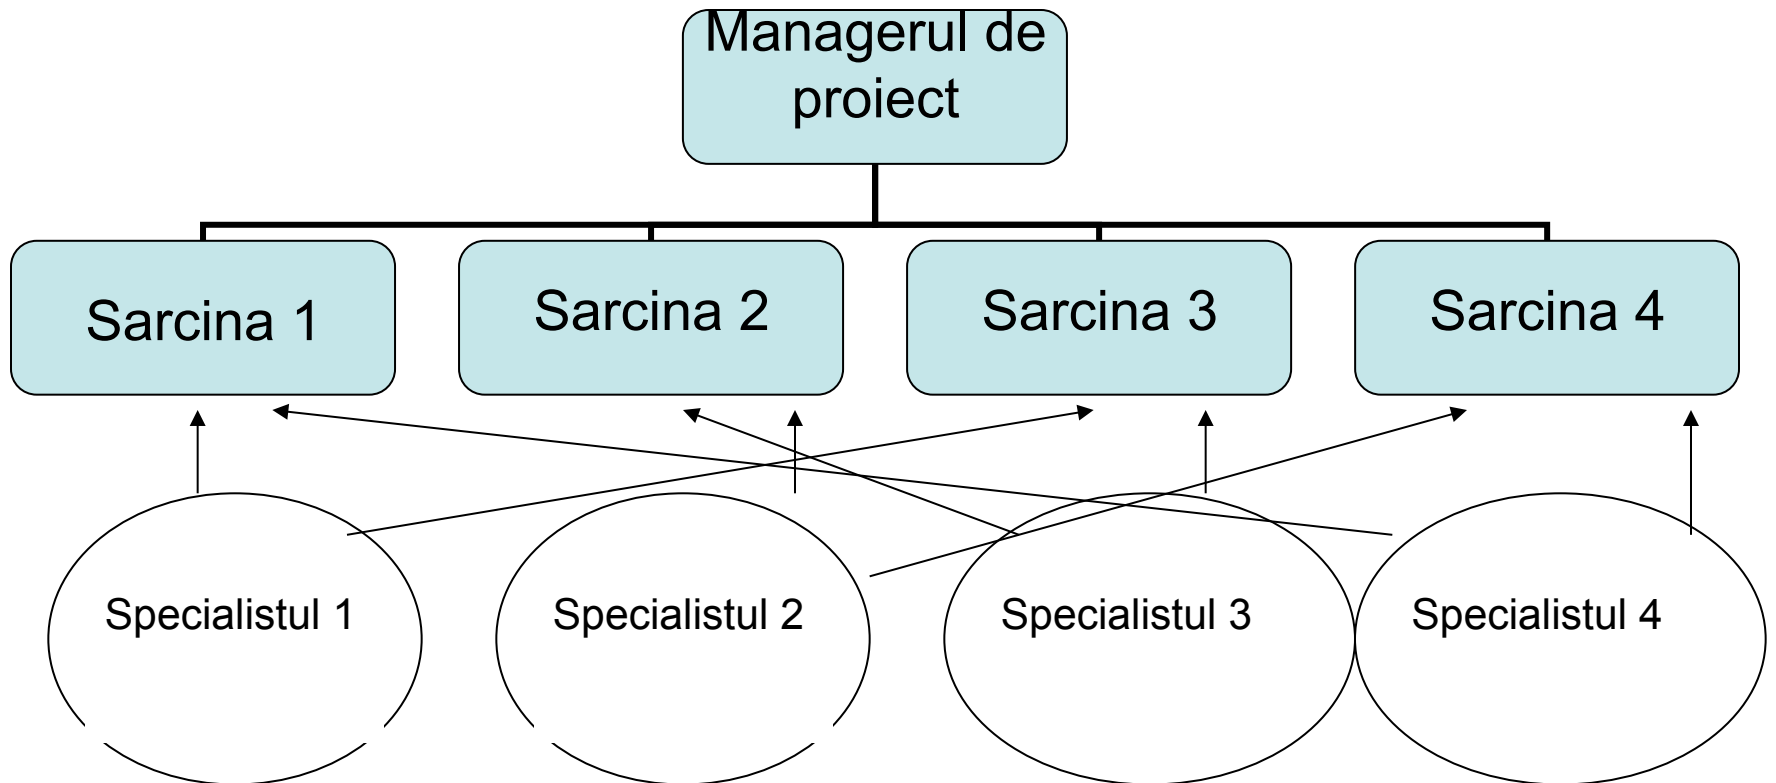 Managerul de
proiect
Sarcina 1
Sarcina 2
Sarcina 3
Sarcina 4
Specialistul 1
Specialistul 2
Specialistul 3
Specialistul 4